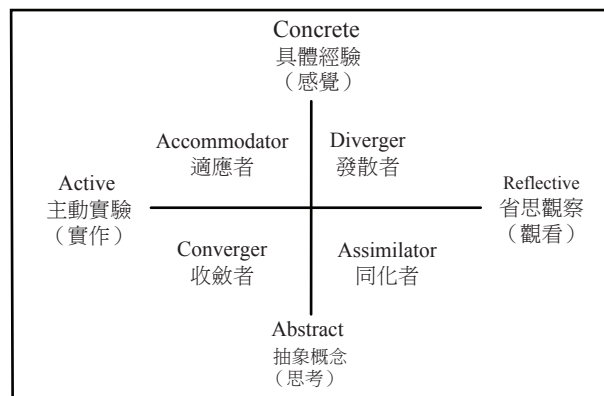 Concrete
具體經驗
（感覺）
Accommodator
適應者
Diverger
發散者
Active
主動實驗
（實作）
Reflective
省思觀察
（觀看）
Converger
收斂者
Assimilator
同化者
Abstract
抽象概念
（思考）